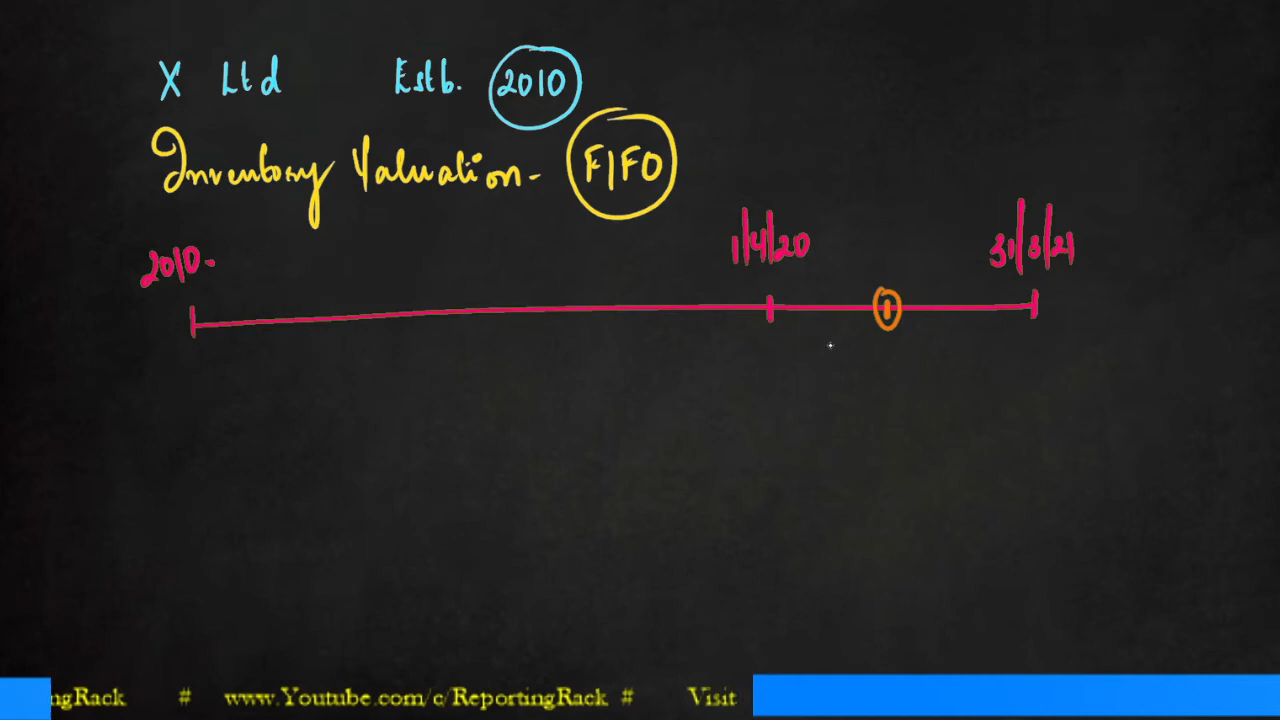 X Ltd Estb. 2010
Inventory Valuation - FIFO
2010 - 1/4/20 31/3/21
ngRack # www.Youtube.com/c/ReportingRack # Visit